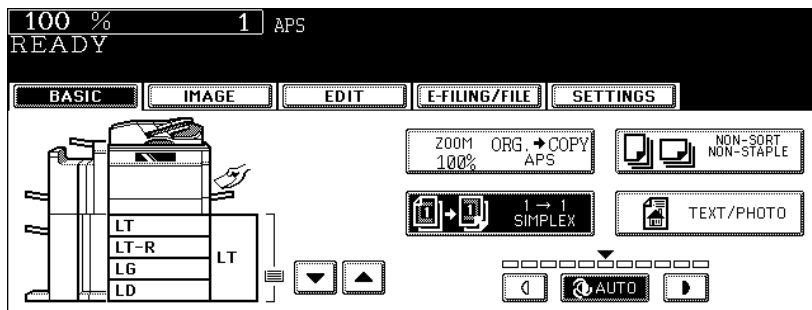 100 % 1 APS
READY
BASIC IMAGE EDIT E-FILING/FILE SETTINGS
ZOOM ORG. → COPY
100% APS
NON-SORT
NON-STAPLE
1 → 1
SIMPLEX
TEXT/PHOTO
LT
LT-R
LG
LD
LT
AUTO